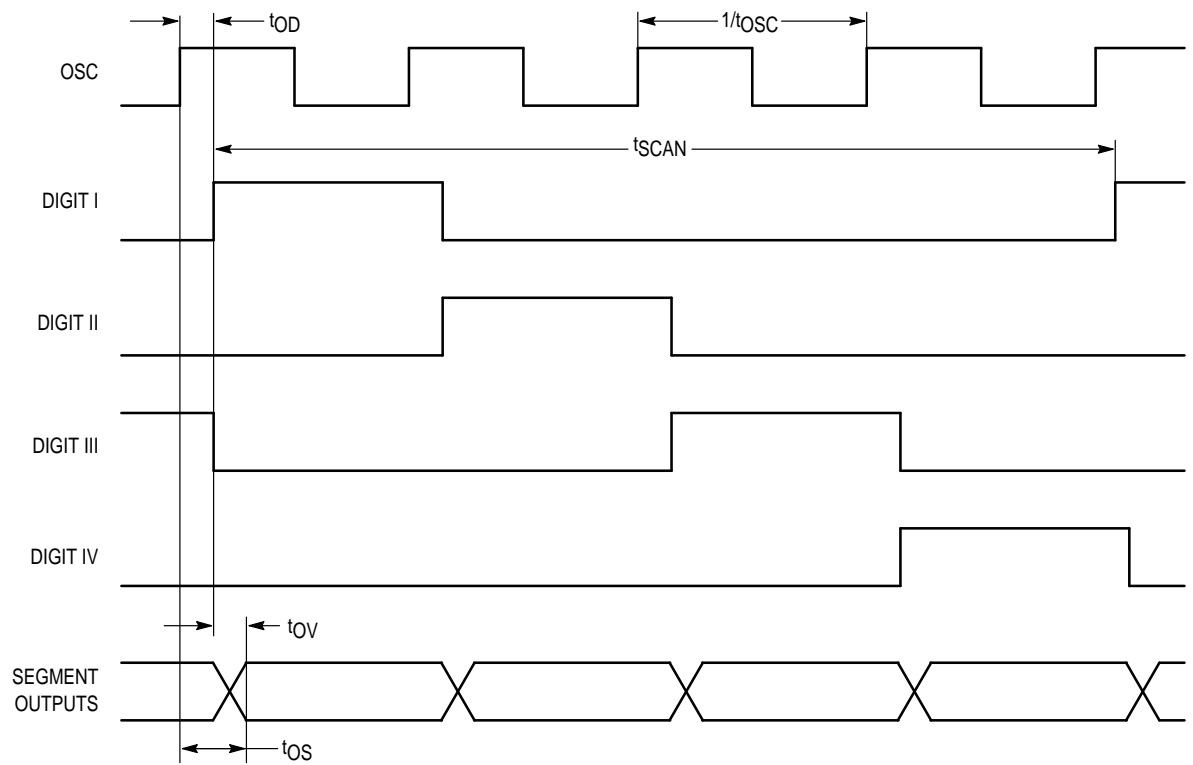 tOD
1/tOSC
OSC
tSCAN
DIGIT I
DIGIT II
DIGIT III
DIGIT IV
tOV
SEGMENT
OUTPUTS
tOS